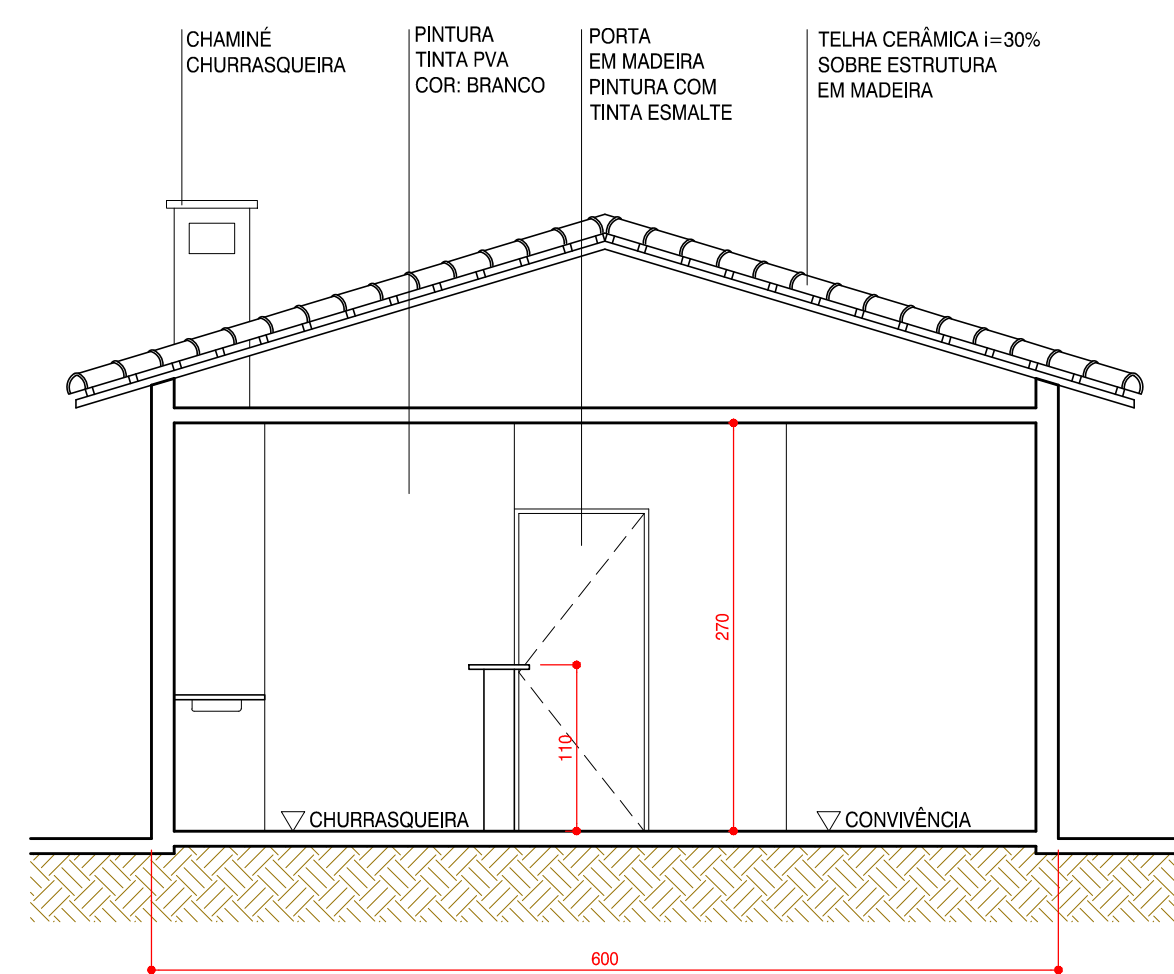 CHAMINÉ
CHURRASQUEIRA
PINTURA
TINTA PVA
COR: BRANCO
PORTA
EM MADEIRA
PINTURA COM
TINTA ESMALTE
TELHA CERÂMICA i=30%
SOBRE ESTRUTURA
EM MADEIRA
270
110
CHURRASQUEIRA
CONVIVÊNCIA
600